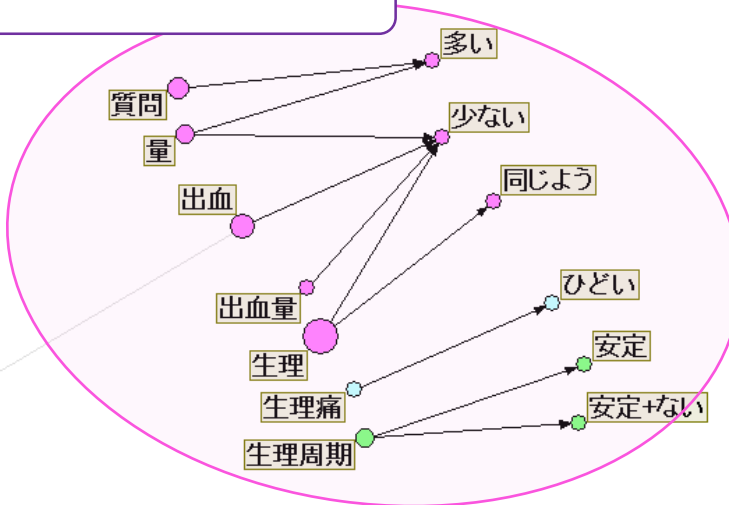 多い
質問
少ない
量
同じよう
出血
ひどい
出血量
安定
生理
安定+ない
生理痛
生理周期